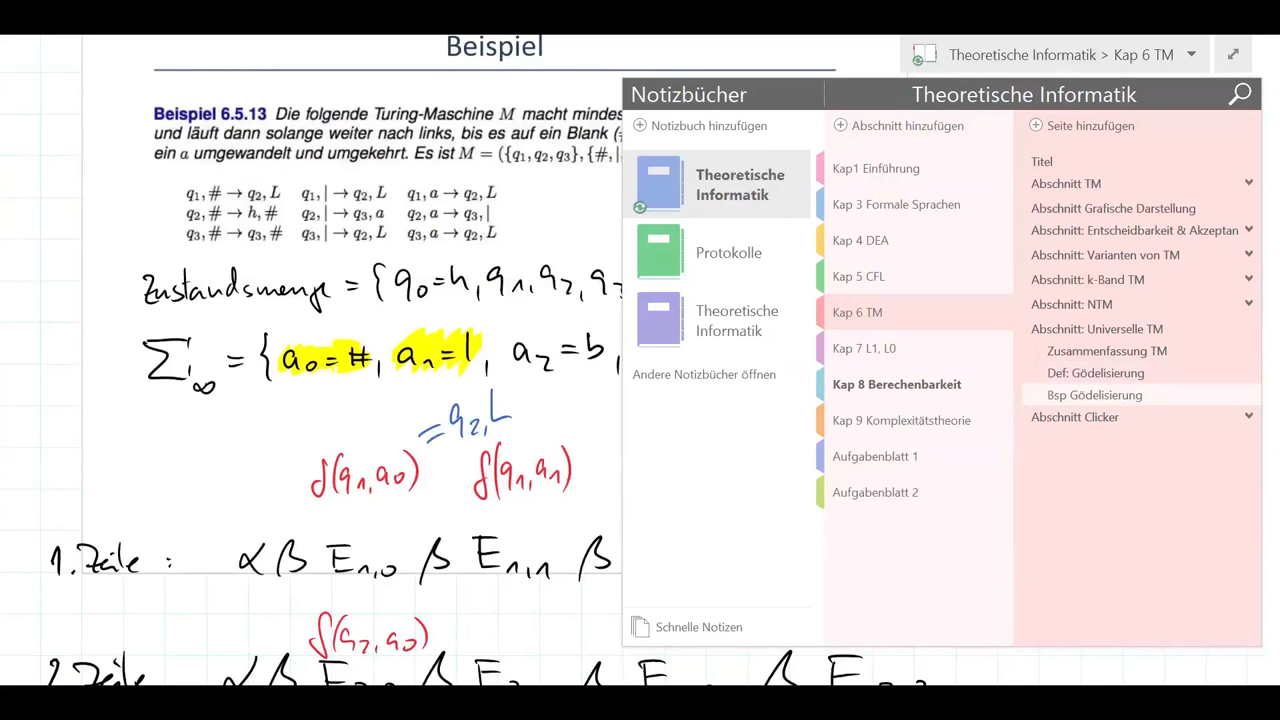 Beispiel
Beispiel 6.5.13 Die folgende Turing-Maschine M macht mindes
und läuft dann solange weiter nach links, bis es auf ein Blank (
ein a umgewandelt und umgekehrt. Es ist M = ({q1, q2, q3}, {#, |
q1, # → q2, L q1, | → q2, L q1, a → q2, L
q2, # → h, # q2, | → q3, a q2, a → q3, |
q3, # → q3, # q3, | → q2, L q3, a → q2, L
Zustandsmenge = { q0=h, q1, q2, q3
Σ∞ = { a0 = #, a1 = |, a2 = b,
= q2, L
δ(q1, a0) δ(q1, a1)
1. Zeile : α β E1,0 β E1,1 β
δ(q2, a0)
2. Zeile : α β E2,0 β E2 β E β E
Theoretische Informatik > Kap 6 TM
Notizbücher
Notizbuch hinzufügen
Theoretische
Informatik
Protokolle
Theoretische
Informatik
Andere Notizbücher öffnen
Schnelle Notizen
Theoretische Informatik
Abschnitt hinzufügen
Kap1 Einführung
Kap 3 Formale Sprachen
Kap 4 DEA
Kap 5 CFL
Kap 6 TM
Kap 7 L1, L0
Kap 8 Berechenbarkeit
Kap 9 Komplexitätstheorie
Aufgabenblatt 1
Aufgabenblatt 2
Seite hinzufügen
Titel
Abschnitt TM
Abschnitt Grafische Darstellung
Abschnitt: Entscheidbarkeit & Akzeptan
Abschnitt: Varianten von TM
Abschnitt: k-Band TM
Abschnitt: NTM
Abschnitt: Universelle TM
Zusammenfassung TM
Def: Gödelisierung
Bsp Gödelisierung
Abschnitt Clicker